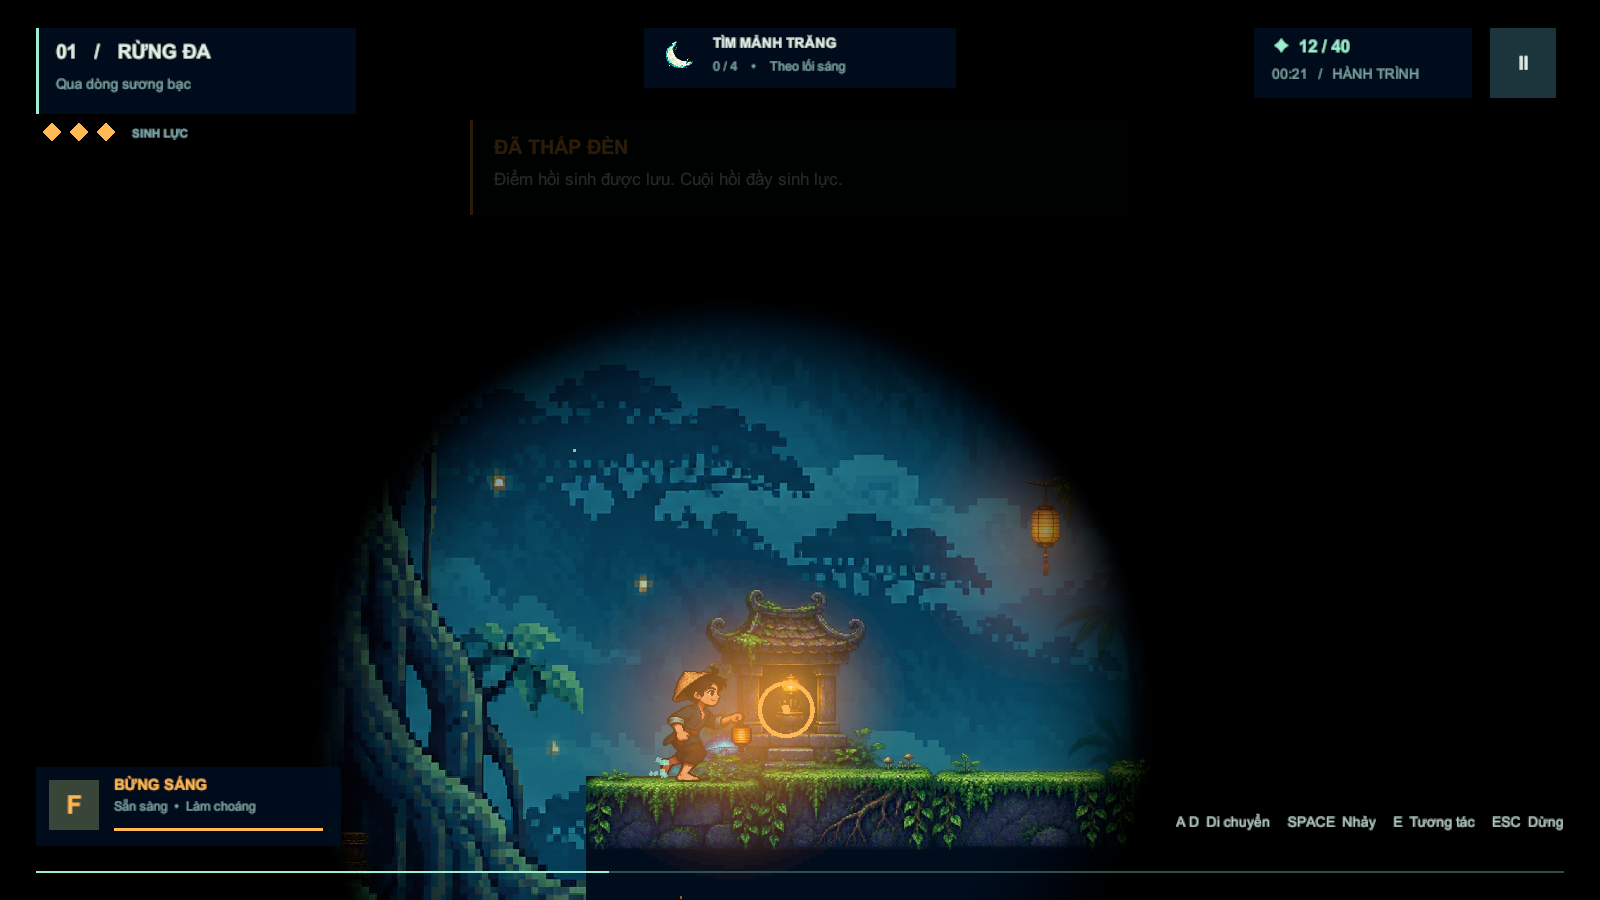 01 / RỪNG ĐA
Qua dòng sương bạc
SINH LỰC
TÌM MẢNH TRĂNG
0 / 4 • Theo lối sáng
12 / 40
00:21 / HÀNH TRÌNH
ĐÃ THẮP ĐÈN
Điểm hồi sinh được lưu. Cuội hồi đầy sinh lực.
F
BỪNG SÁNG
Sẵn sàng • Làm choáng
A D Di chuyển SPACE Nhảy E Tương tác ESC Dừng